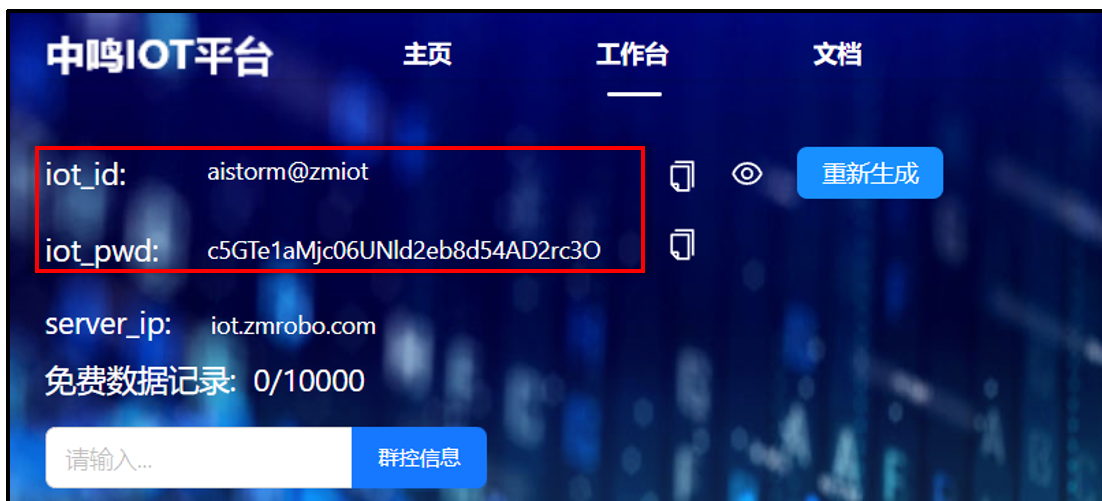 中鸣IOT平台 主页 工作台 文档
iot_id: aistorm@zmiot 重新生成
iot_pwd: c5GTe1aMjc06UNld2eb8d54AD2rc3O
server_ip: iot.zmrobo.com
免费数据记录: 0/10000
请输入... 群控信息